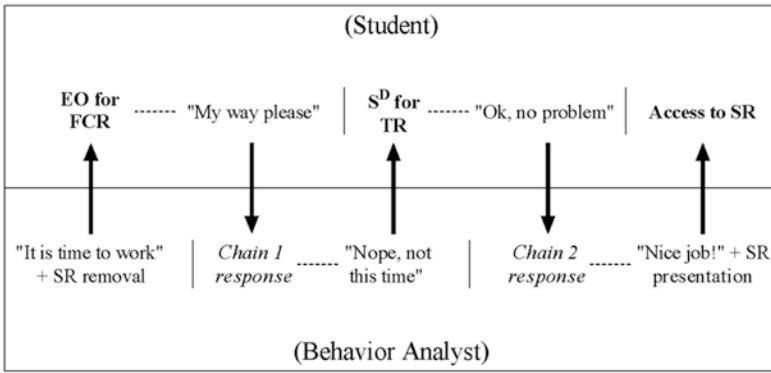 (Student)
EO for FCR ------ "My way please" | S^D for TR ------ "Ok, no problem" | Access to SR
"It is time to work" + SR removal | Chain 1 response ------ "Nope, not this time" | Chain 2 response ------ "Nice job!" + SR presentation
(Behavior Analyst)